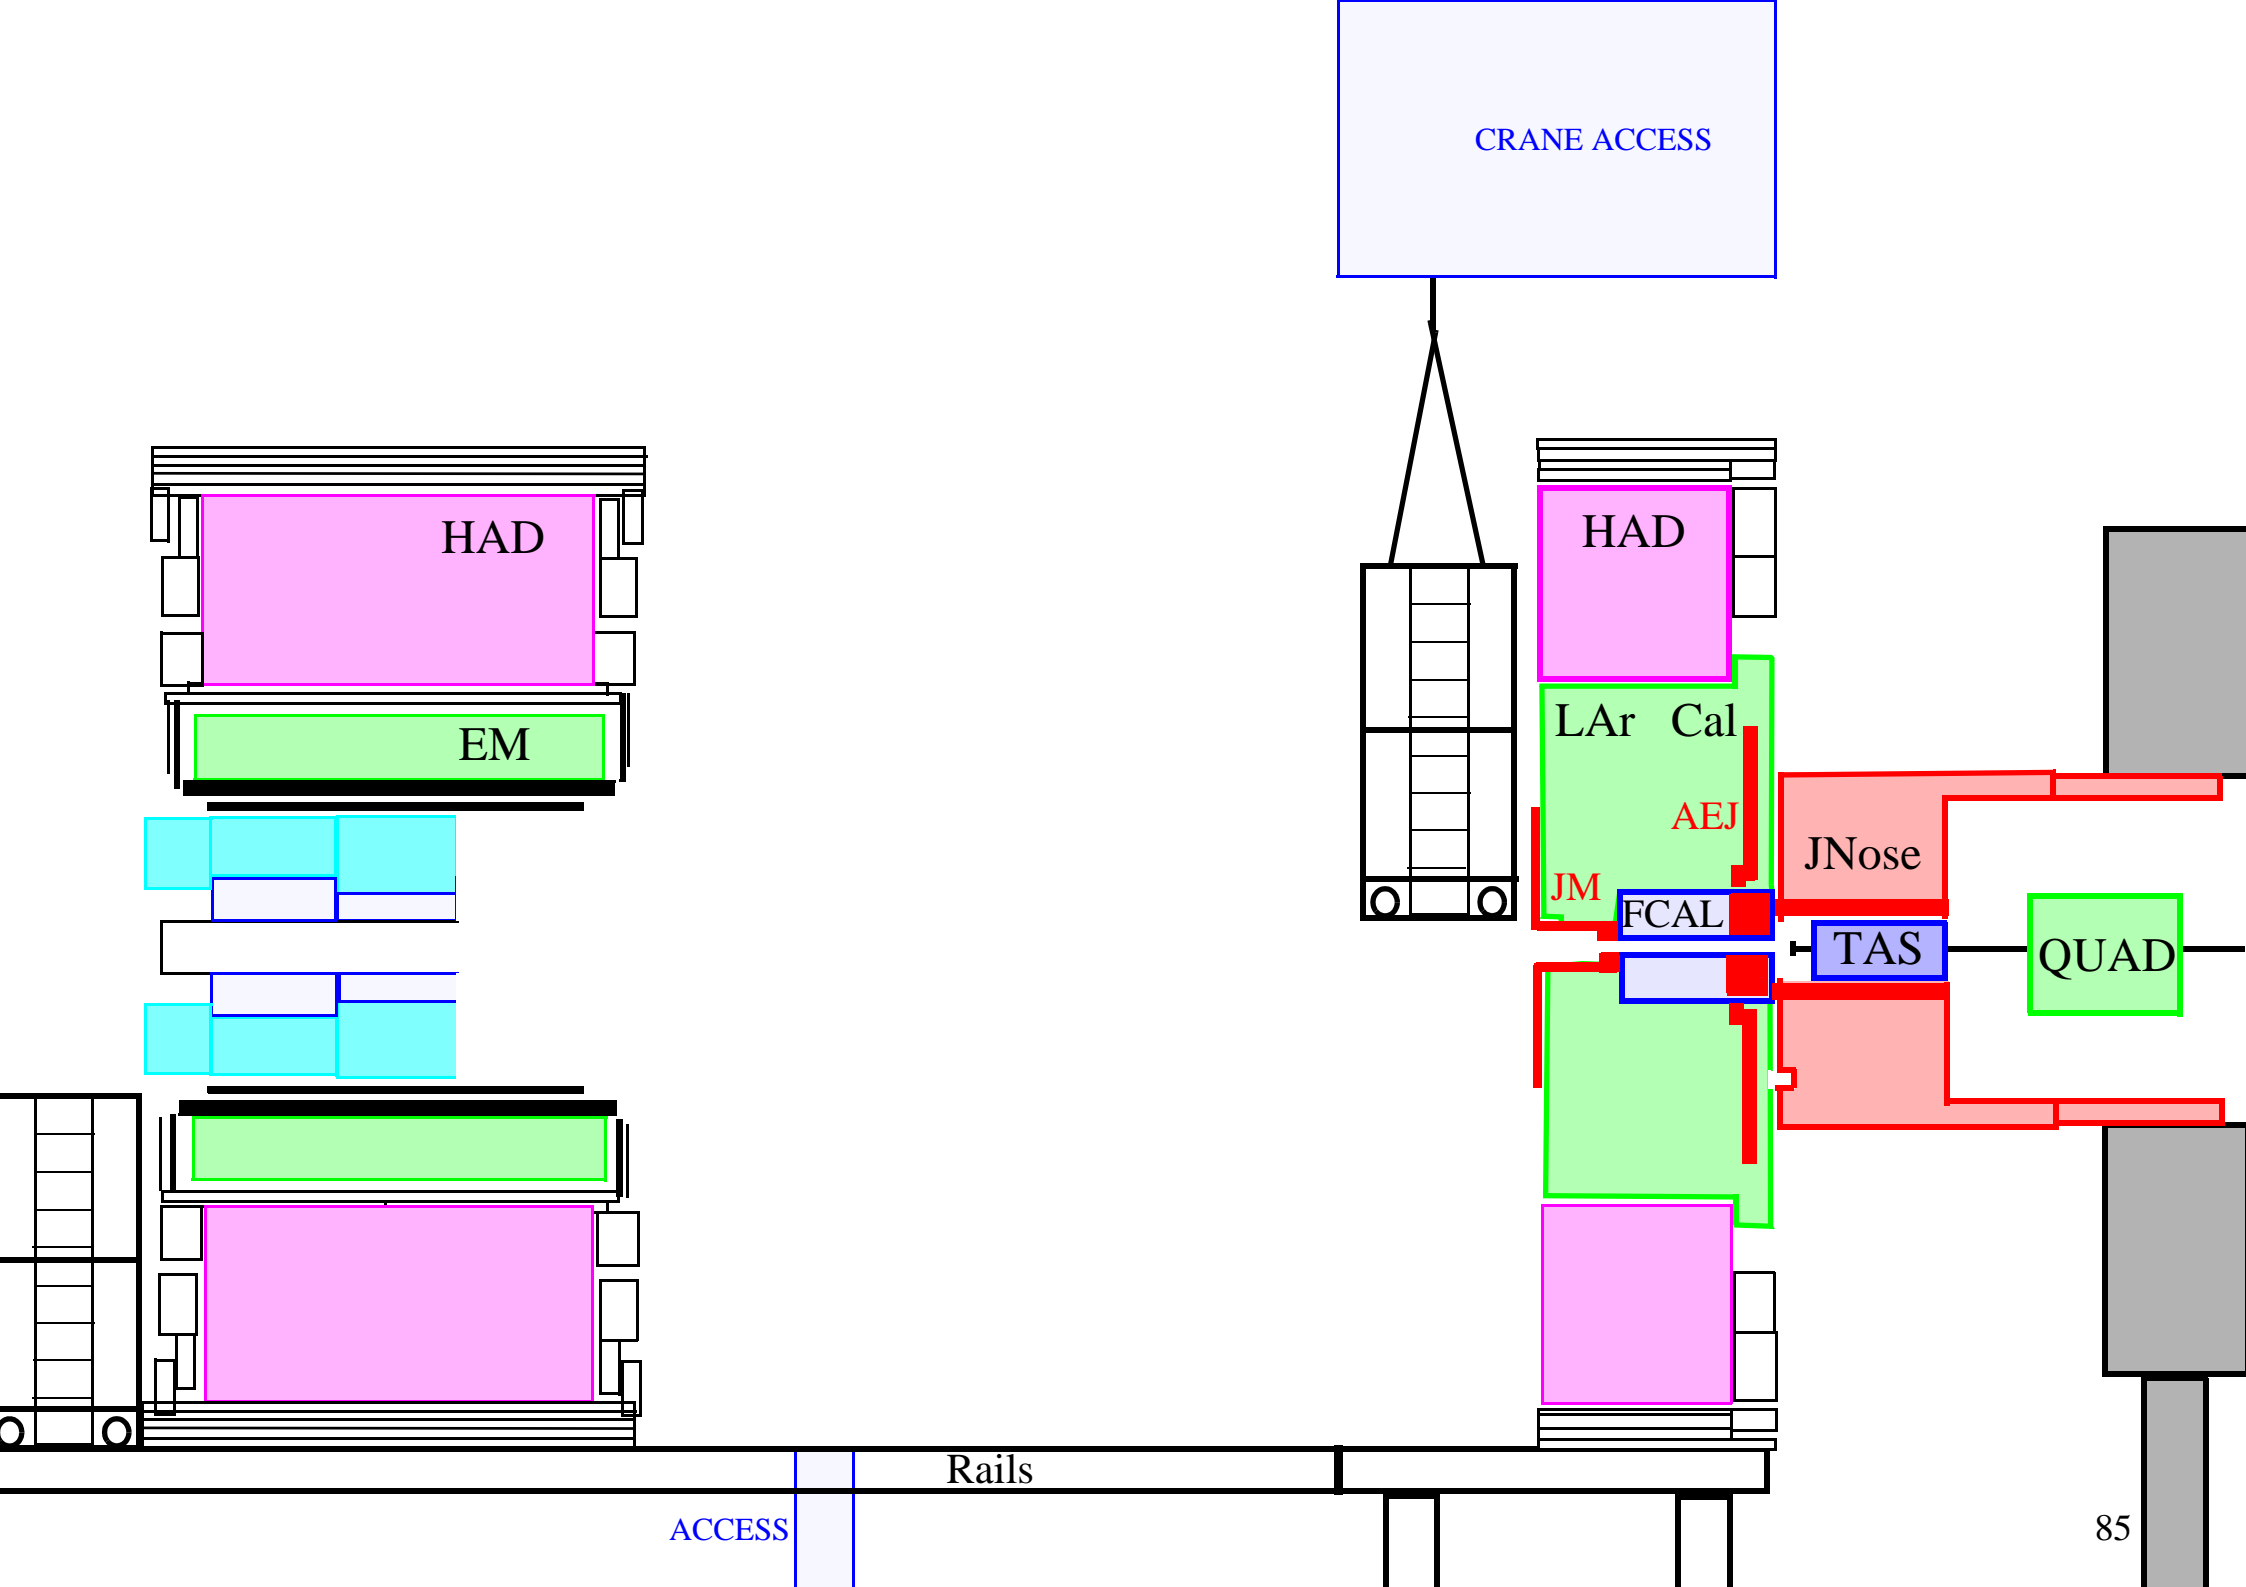 CRANE ACCESS
HAD
HAD
EM
LAr Cal
AEJ
JNose
JM
FCAL
TAS
QUAD
Rails
ACCESS
85